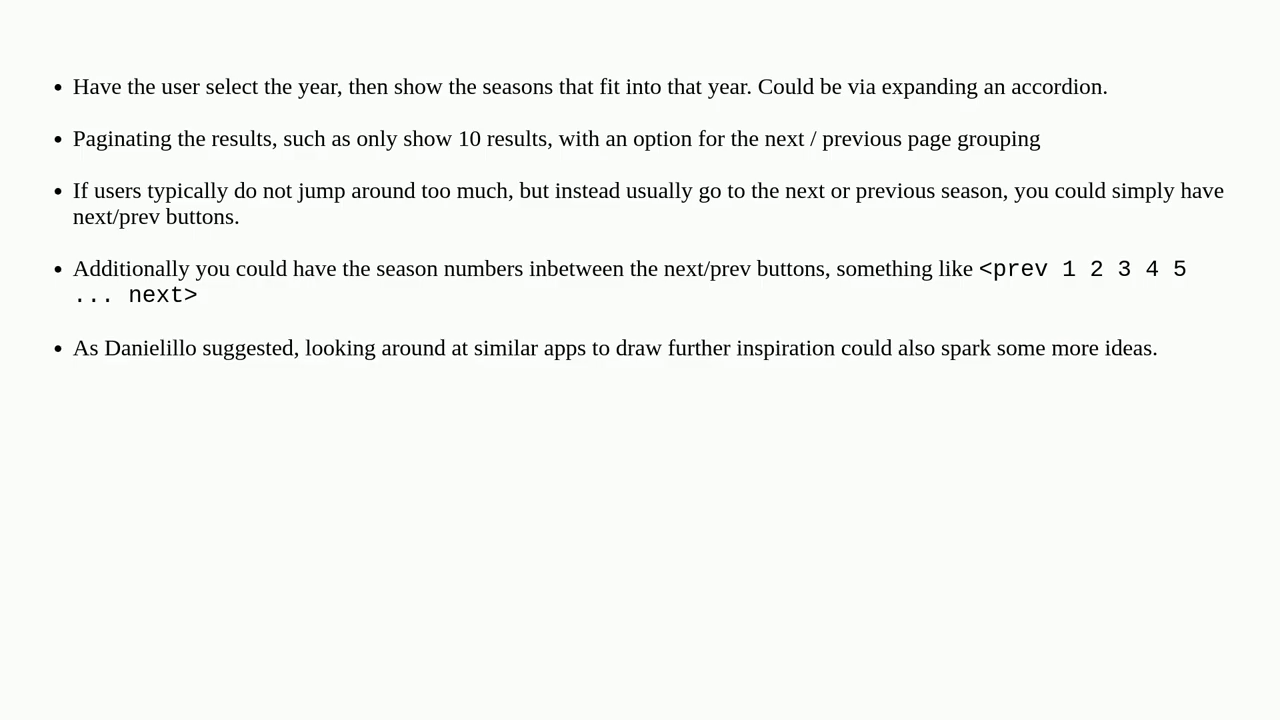 • Have the user select the year, then show the seasons that fit into that year. Could be via expanding an accordion.
• Paginating the results, such as only show 10 results, with an option for the next / previous page grouping
• If users typically do not jump around too much, but instead usually go to the next or previous season, you could simply have
next/prev buttons.
• Additionally you could have the season numbers inbetween the next/prev buttons, something like <prev 1 2 3 4 5
... next>
• As Danielillo suggested, looking around at similar apps to draw further inspiration could also spark some more ideas.